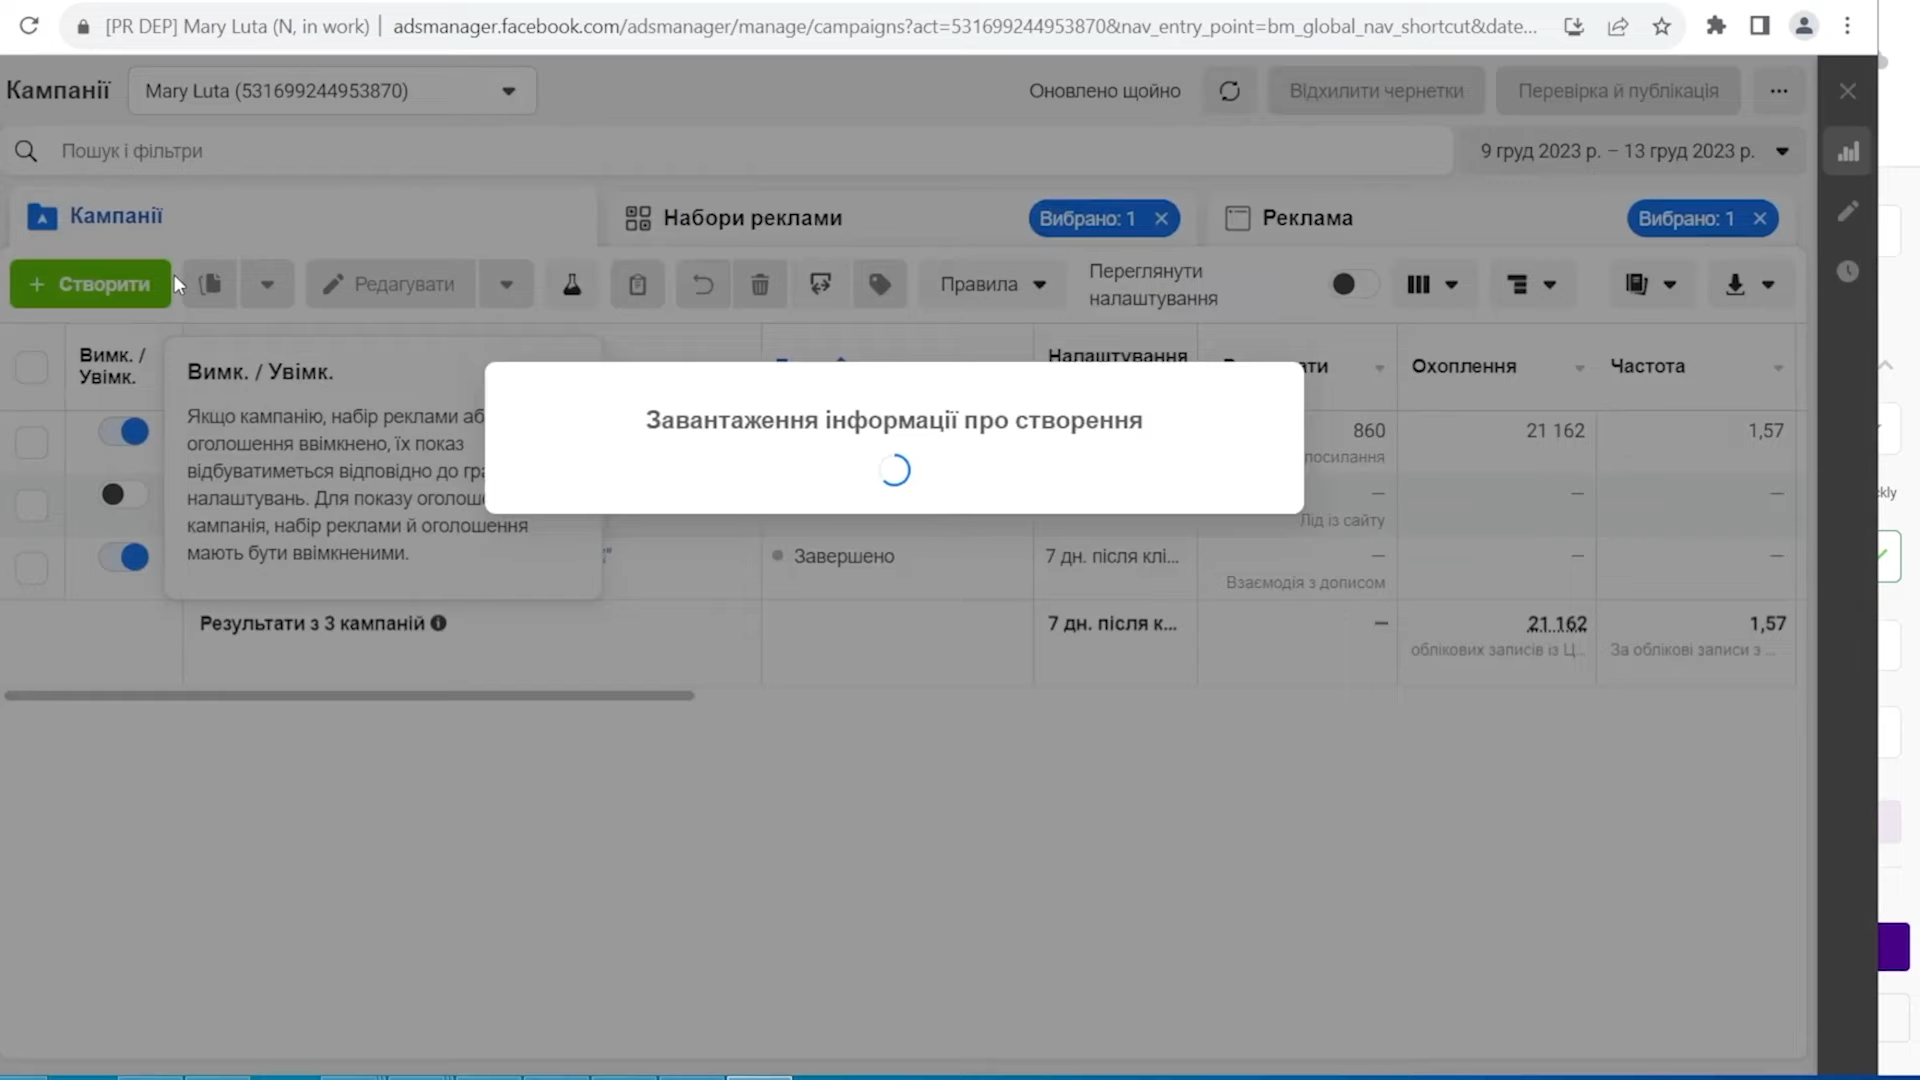 [PR DEP] Mary Luta (N, in work)
adsmanager.facebook.com/adsmanager/manage/campaigns?act=531699244953870&nav_entry_point=bm_global_nav_shortcut&date...
Кампанії
Mary Luta (531699244953870)
Оновлено щойно
Відхилити чернетки
Перевірка й публікація
Пошук і фільтри
9 груд 2023 р. – 13 груд 2023 р.
Кампанії
Набори реклами
Вибрано: 1
Реклама
Вибрано: 1
Створити
Редагувати
Правила
Переглянути
налаштування
Вимк. /
Увімк.
Вимк. / Увімк.
Якщо кампанію, набір реклами
оголошення ввімкнено, їх показ
відбуватиметься відповідно до
налаштувань. Для показу
кампанія, набір реклами й оголошення
мають бути ввімкненими.
Завантаження інформації про створення
Налаштування
Охоплення
Частота
860
21 162
1,57
посилання
—
—
—
Лід із сайту
Завершено
7 дн. після клі...
—
—
—
Взаємодія з дописом
Результати з 3 кампаній
7 дн. після к...
—
21 162
1,57
облікових записів із Ц...
За облікові записи з ...